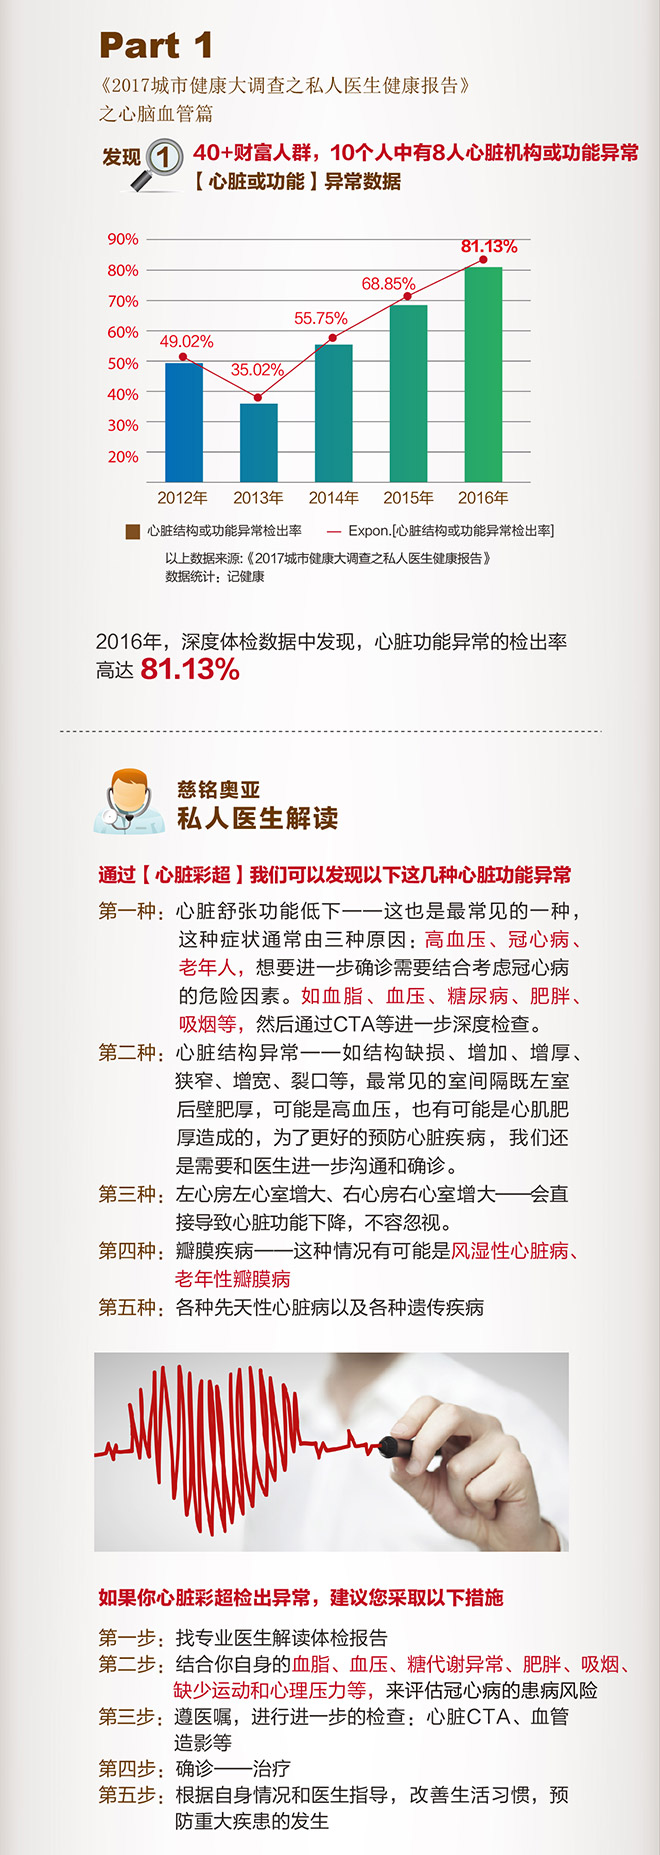 Part 1
《2017城市健康大调查之私人医生健康报告》
之心脑血管篇
发现 1
40+财富人群，10个人中有8人心脏机构或功能异常
【心脏或功能】异常数据
90%
80%
70%
60%
50%
40%
30%
20%
49.02%
35.02%
55.75%
68.85%
81.13%
2012年 2013年 2014年 2015年 2016年
心脏结构或功能异常检出率 Expon.[心脏结构或功能异常检出率]
以上数据来源:《2017城市健康大调查之私人医生健康报告》
数据统计：记健康
2016年，深度体检数据中发现，心脏功能异常的检出率
高达 81.13%
慈铭奥亚
私人医生解读
通过【心脏彩超】我们可以发现以下这几种心脏功能异常
第一种：心脏舒张功能低下——这也是最常见的一种，
这种症状通常由三种原因：高血压、冠心病、
老年人，想要进一步确诊需要结合考虑冠心病
的危险因素。如血脂、血压、糖尿病、肥胖、
吸烟等，然后通过CTA等进一步深度检查。
第二种：心脏结构异常——如结构缺损、增加、增厚、
狭窄、增宽、裂口等，最常见的室间隔既左室
后壁肥厚，可能是高血压，也有可能是心肌肥
厚造成的，为了更好的预防心脏疾病，我们还
是需要和医生进一步沟通和确诊。
第三种：左心房左心室增大、右心房右心室增大——会直
接导致心脏功能下降，不容忽视。
第四种：瓣膜疾病——这种情况有可能是风湿性心脏病、
老年性瓣膜病
第五种：各种先天性心脏病以及各种遗传疾病
如果你心脏彩超检出异常，建议您采取以下措施
第一步：找专业医生解读体检报告
第二步：结合你自身的血脂、血压、糖代谢异常、肥胖、吸烟、
缺少运动和心理压力等，来评估冠心病的患病风险
第三步：遵医嘱，进行进一步的检查：心脏CTA、血管
造影等
第四步：确诊——治疗
第五步：根据自身情况和医生指导，改善生活习惯，预
防重大疾患的发生